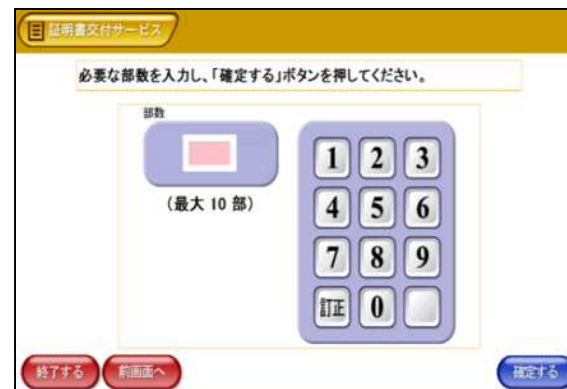 証明書交付サービス
必要な部数を入力し、「確定する」ボタンを押してください。
部数
(最大 10 部)
1 2 3
4 5 6
7 8 9
訂正 0
終了する 前画面へ 確定する